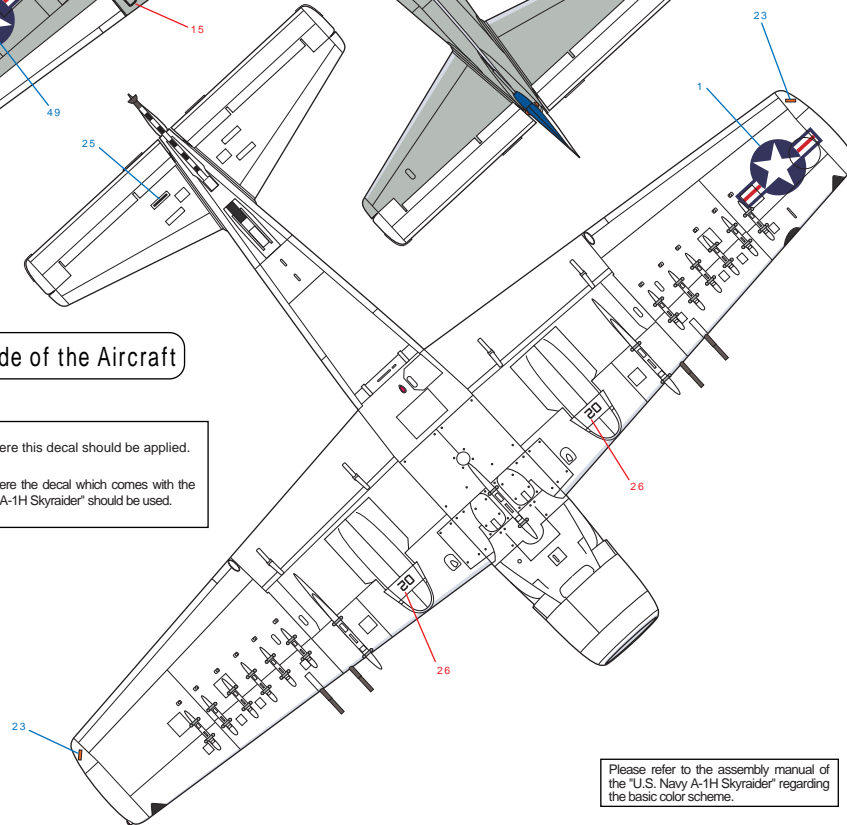 15
23
49
1
25
de of the Aircraft
ere this decal should be applied.
ere the decal which comes with the
A-1H Skyraider" should be used.
20
26
20
26
23
Please refer to the assembly manual of
the "U.S. Navy A-1H Skyraider" regarding
the basic color scheme.